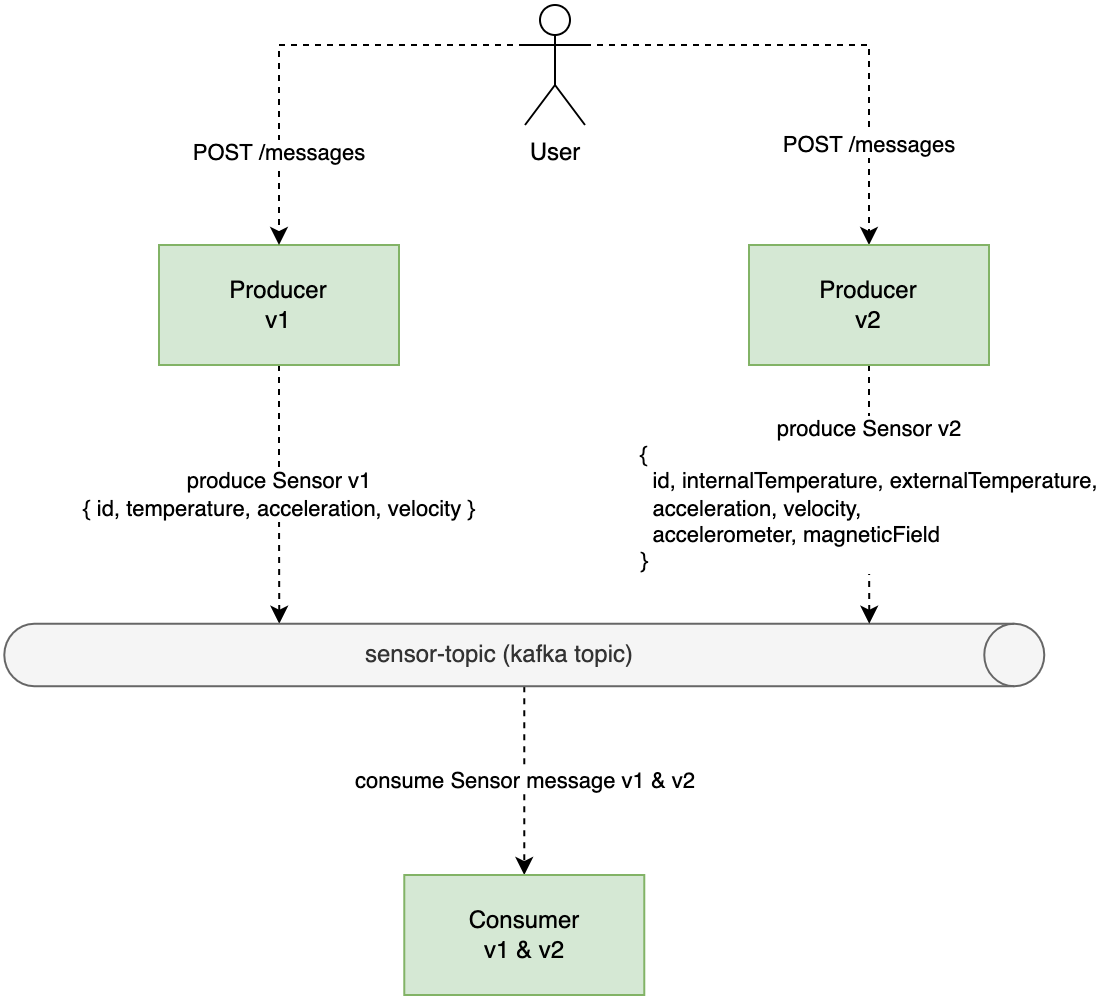 User
POST /messages
POST /messages
Producer
v1
Producer
v2
produce Sensor v1
{ id, temperature, acceleration, velocity }
produce Sensor v2
{
id, internalTemperature, externalTemperature,
acceleration, velocity,
accelerometer, magneticField
}
sensor-topic (kafka topic)
consume Sensor message v1 & v2
Consumer
v1 & v2